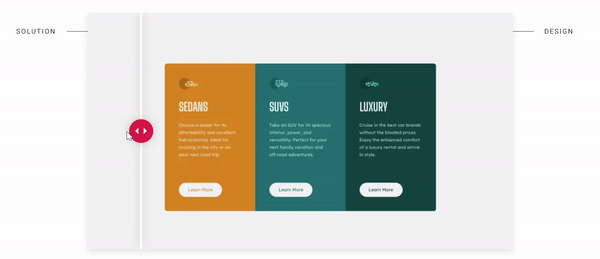 SOLUTION
DESIGN
SEDANS
Choose a sedan for its
affordability and excellent
fuel economy. Ideal for
cruising in the city or on
your next road trip.
Learn More
SUVS
Take an SUV for its spacious
interior, power, and
versatility. Perfect for your
next family vacation and
off-road adventures.
Learn More
LUXURY
Cruise in the best car brands
without the bloated prices.
Enjoy the enhanced comfort
of a luxury rental and arrive
in style.
Learn More